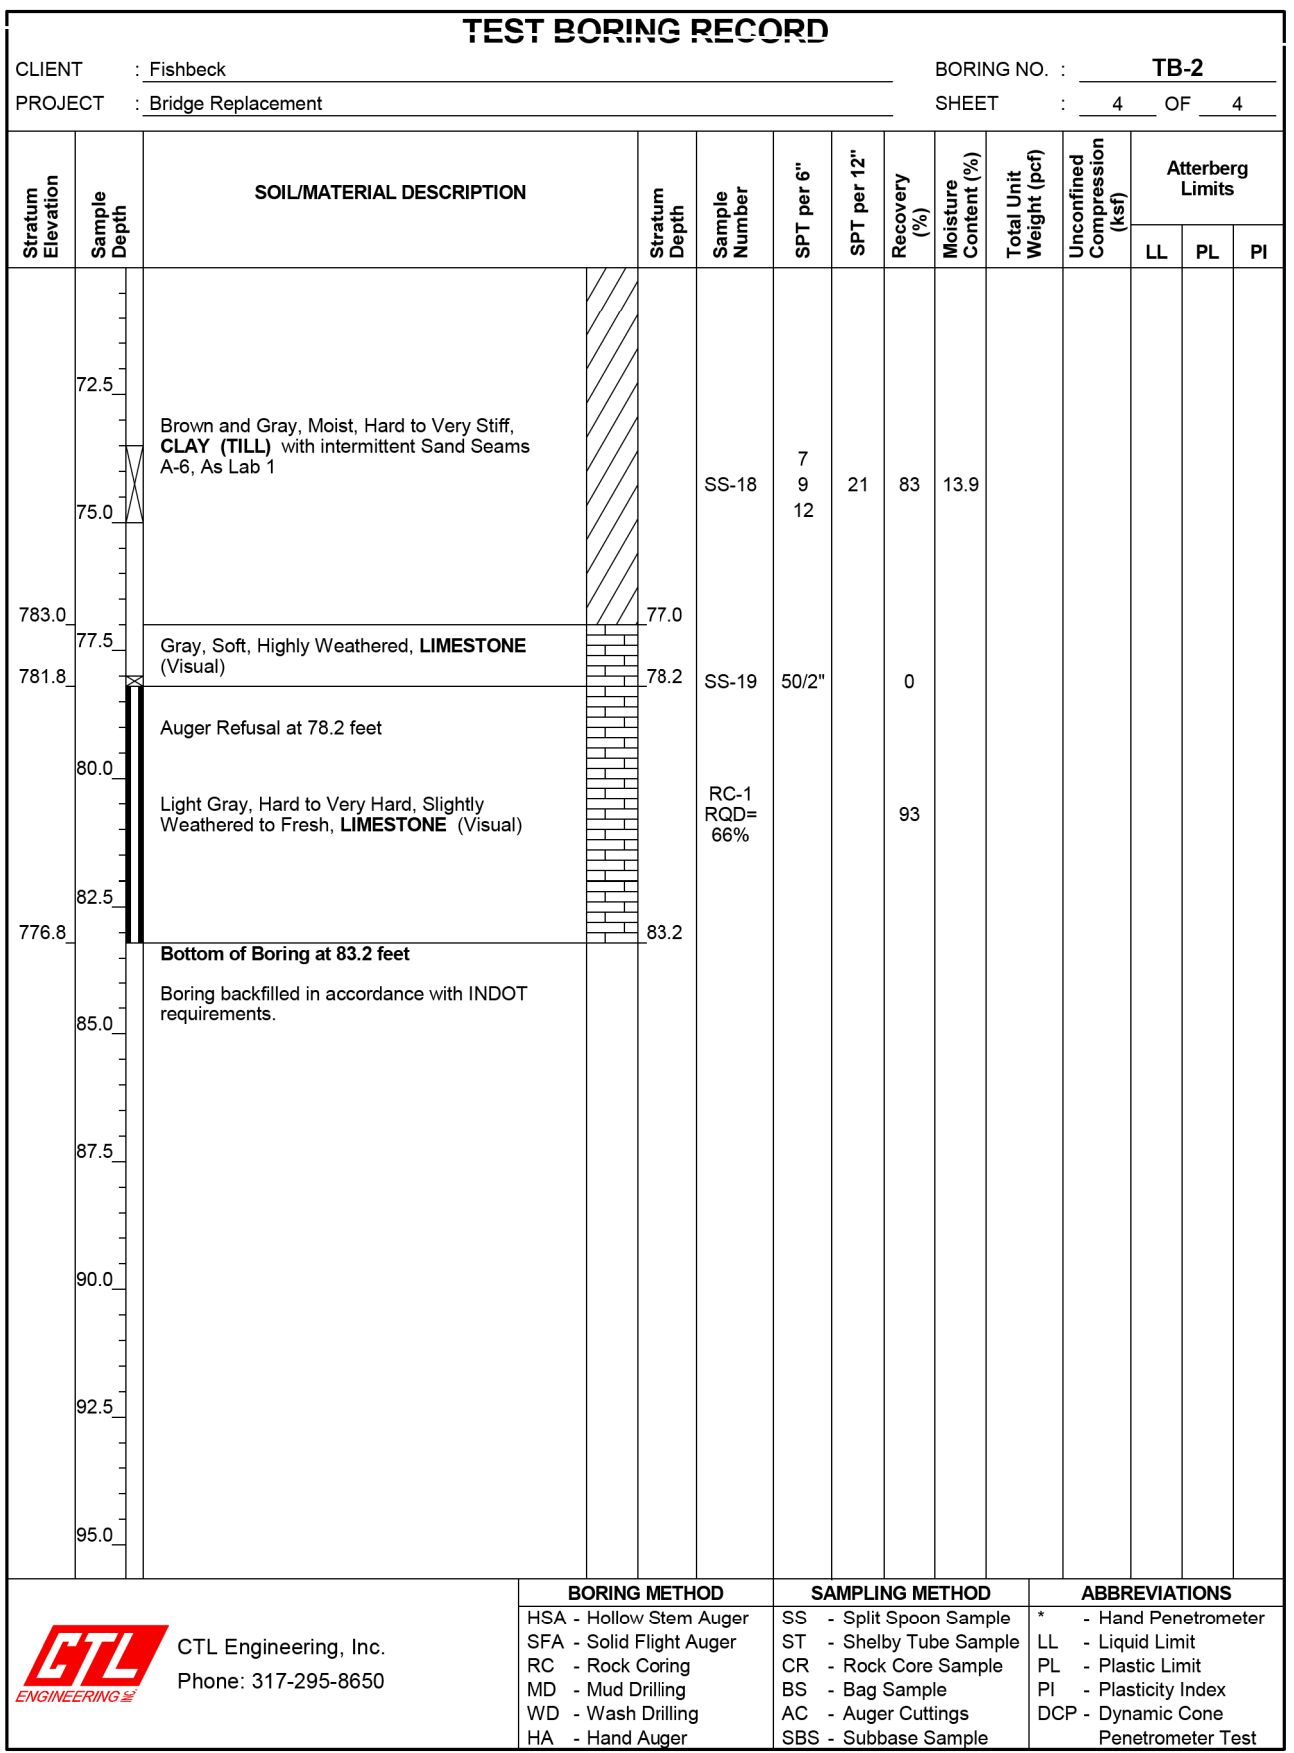 TEST BORING RECORD
CLIENT : Fishbeck BORING NO. : TB-2
PROJECT : Bridge Replacement SHEET : 4 OF 4
Stratum Elevation
Sample Depth
SOIL/MATERIAL DESCRIPTION
Stratum Depth
Sample Number
SPT per 6"
SPT per 12"
Recovery (%)
Moisture Content (%)
Total Unit Weight (pcf)
Unconfined Compression (ksf)
Atterberg Limits
LL PL PI
72.5
Brown and Gray, Moist, Hard to Very Stiff,
CLAY (TILL) with intermittent Sand Seams
A-6, As Lab 1
7
SS-18 9 21 83 13.9
12
75.0
783.0 77.0
77.5
Gray, Soft, Highly Weathered, LIMESTONE
(Visual)
781.8 78.2 SS-19 50/2" 0
Auger Refusal at 78.2 feet
80.0
Light Gray, Hard to Very Hard, Slightly
Weathered to Fresh, LIMESTONE (Visual)
RC-1
RQD= 93
66%
82.5
776.8 83.2
Bottom of Boring at 83.2 feet
Boring backfilled in accordance with INDOT
requirements.
85.0
87.5
90.0
92.5
95.0
CTL
ENGINEERING INC
CTL Engineering, Inc.
Phone: 317-295-8650
BORING METHOD
HSA - Hollow Stem Auger
SFA - Solid Flight Auger
RC - Rock Coring
MD - Mud Drilling
WD - Wash Drilling
HA - Hand Auger
SAMPLING METHOD
SS - Split Spoon Sample
ST - Shelby Tube Sample
CR - Rock Core Sample
BS - Bag Sample
AC - Auger Cuttings
SBS - Subbase Sample
ABBREVIATIONS
* - Hand Penetrometer
LL - Liquid Limit
PL - Plastic Limit
PI - Plasticity Index
DCP - Dynamic Cone
Penetrometer Test